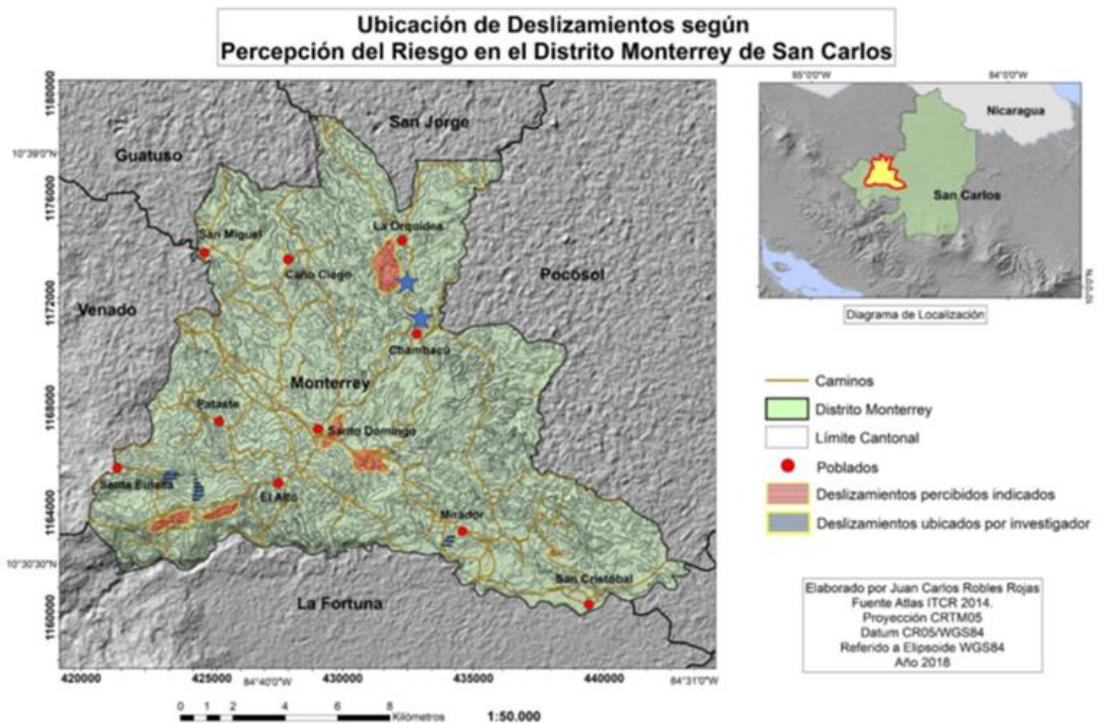 Ubicación de Deslizamientos según
Percepción del Riesgo en el Distrito Monterrey de San Carlos
1180000
1176000
1172000
1168000
1164000
1160000
10°39'0"N
10°30'30"N
San Jorge
Guatuso
San Miguel
La Orquídea
Caño Ciego
Pocosol
Venado
Chambacú
Monterrey
Pataste
Santo Domingo
Santa Eulalia
El Alto
Mirador
San Cristóbal
La Fortuna
420000
425000
430000
435000
440000
84°40'0"W
84°31'0"W
0 1 2 4 6 8
Kilómetros
1:50.000
85°0'0"W
84°0'0"W
Nicaragua
San Carlos
10°0'0"N
Diagrama de Localización
Caminos
Distrito Monterrey
Límite Cantonal
Poblados
Deslizamientos percibidos indicados
Deslizamientos ubicados por investigador
Elaborado por Juan Carlos Robles Rojas
Fuente Atlas ITCR 2014.
Proyección CRTM05
Datum CR05/WGS84
Referido a Elipsoide WGS84
Año 2018